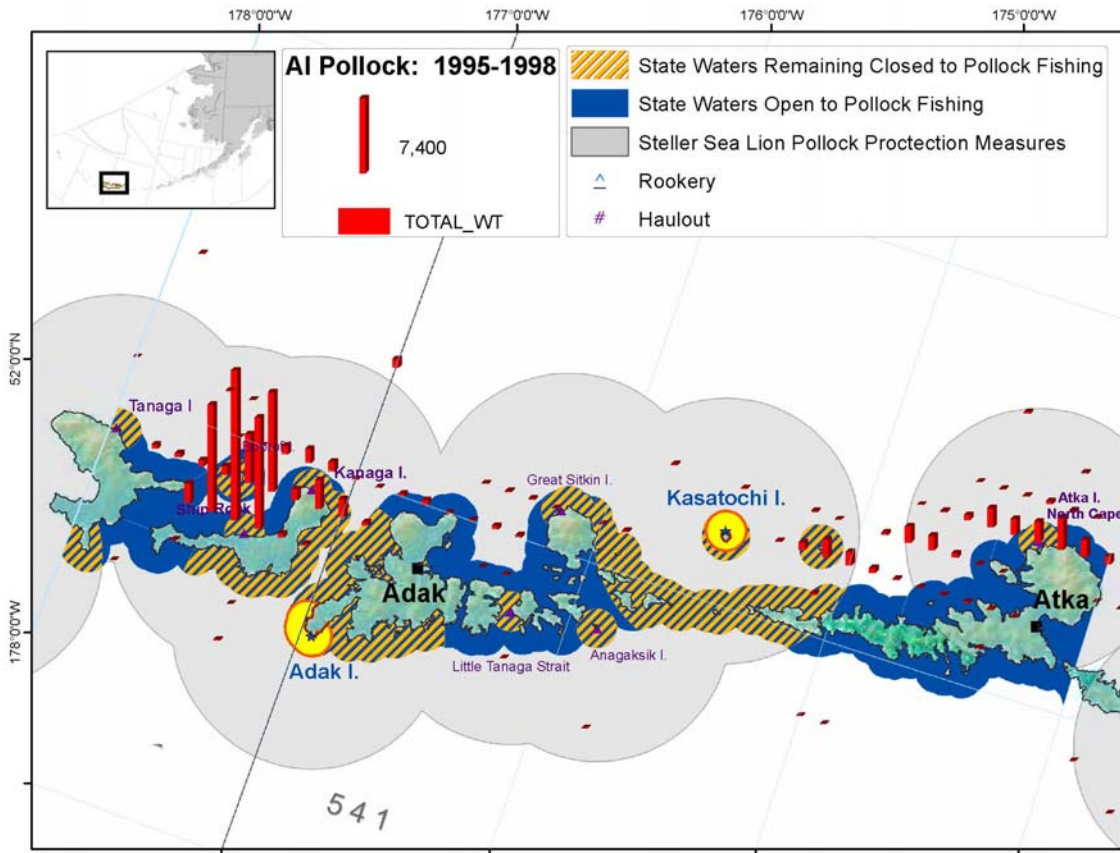 178°0'0"W
177°0'0"W
176°0'0"W
175°0'0"W
AI Pollock: 1995-1998
7,400
TOTAL_WT
State Waters Remaining Closed to Pollock Fishing
State Waters Open to Pollock Fishing
Steller Sea Lion Pollock Proctection Measures
^ Rookery
# Haulout
52°0'0"N
178°0'0"W
Tanaga I
Ship Rock
Kanaga I.
Great Sitkin I.
Kasatochi I.
Atka I.
North Cape
Adak
Atka
Adak I.
Little Tanaga Strait
Anagaksik I.
541